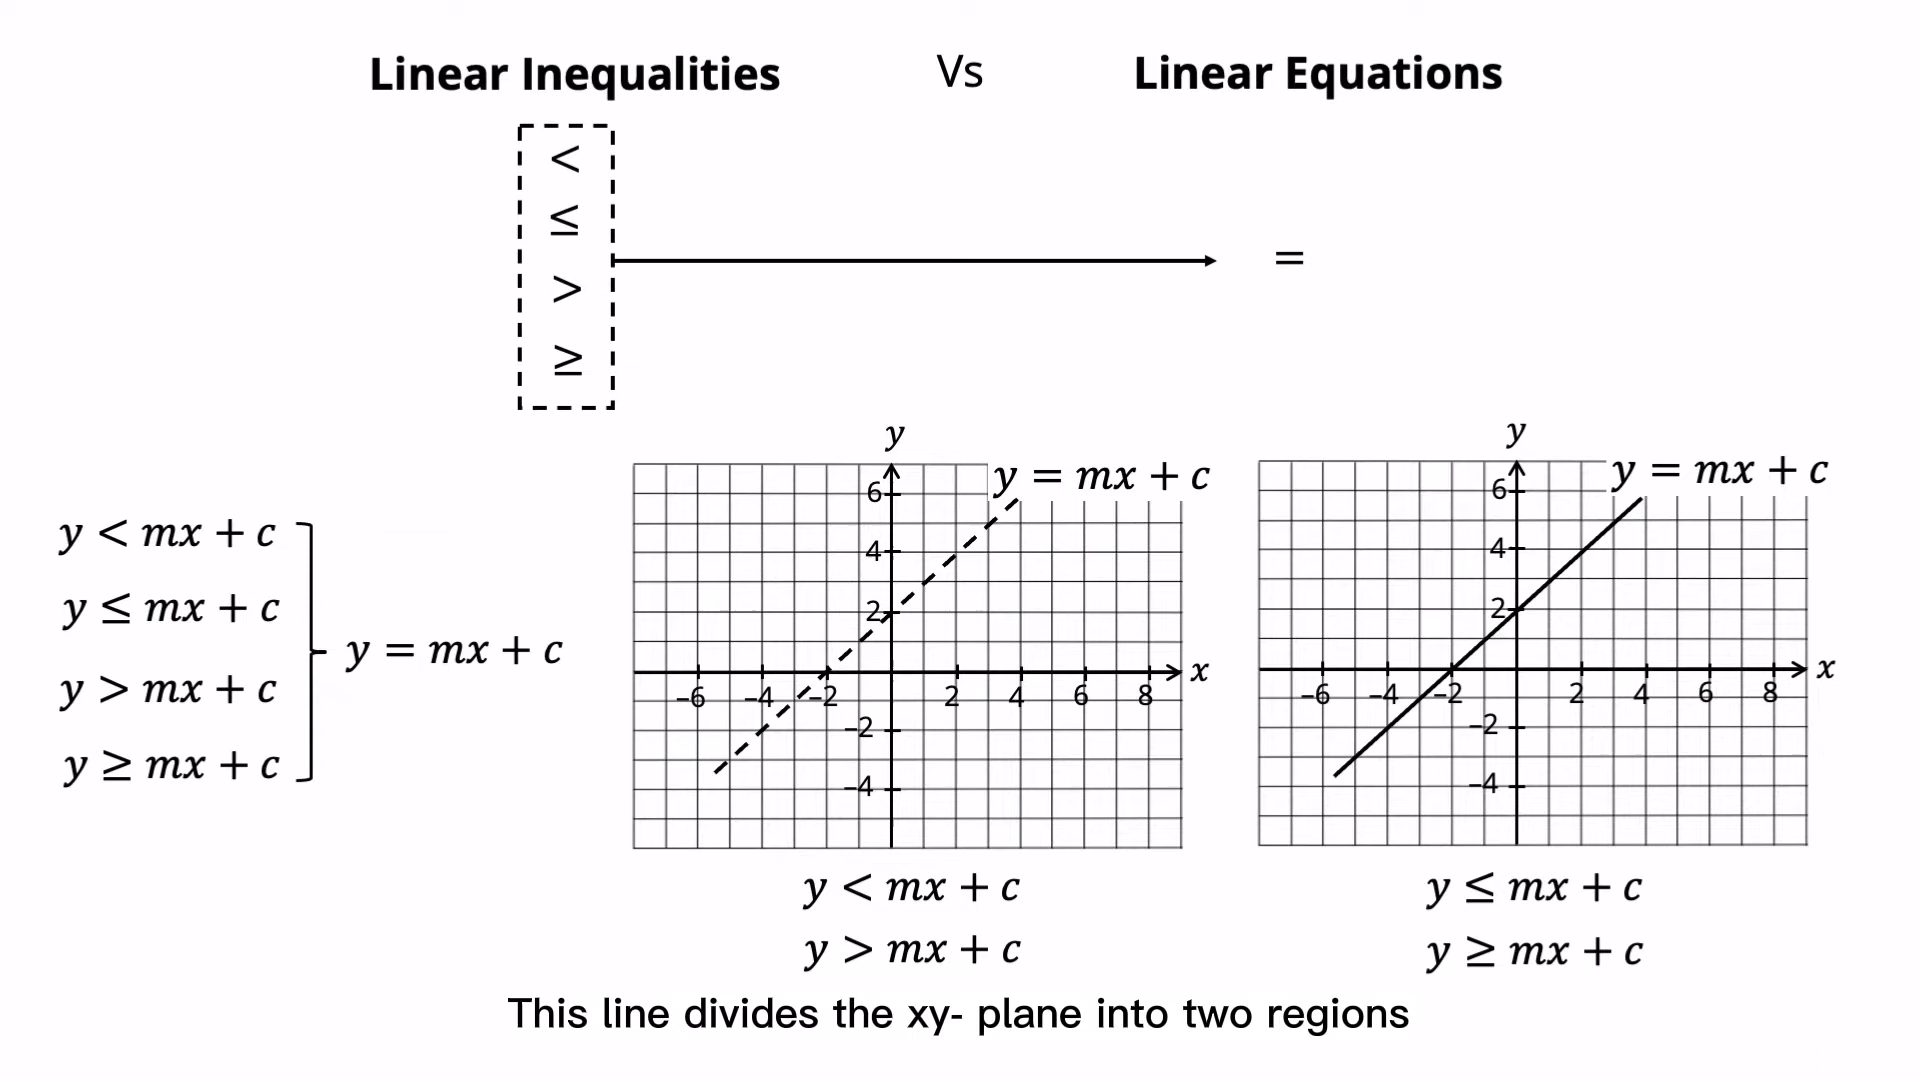 Linear Inequalities Vs Linear Equations
<
≤
=
>
≥
y < mx + c
y ≤ mx + c
y > mx + c
y ≥ mx + c
y = mx + c
y
y = mx + c
6
4
2
x
–6 –4 –2 2 4 6 8
–2
–4
y < mx + c
y > mx + c
y
y = mx + c
6
4
2
x
–6 –4 –2 2 4 6 8
–2
–4
y ≤ mx + c
y ≥ mx + c
This line divides the xy- plane into two regions